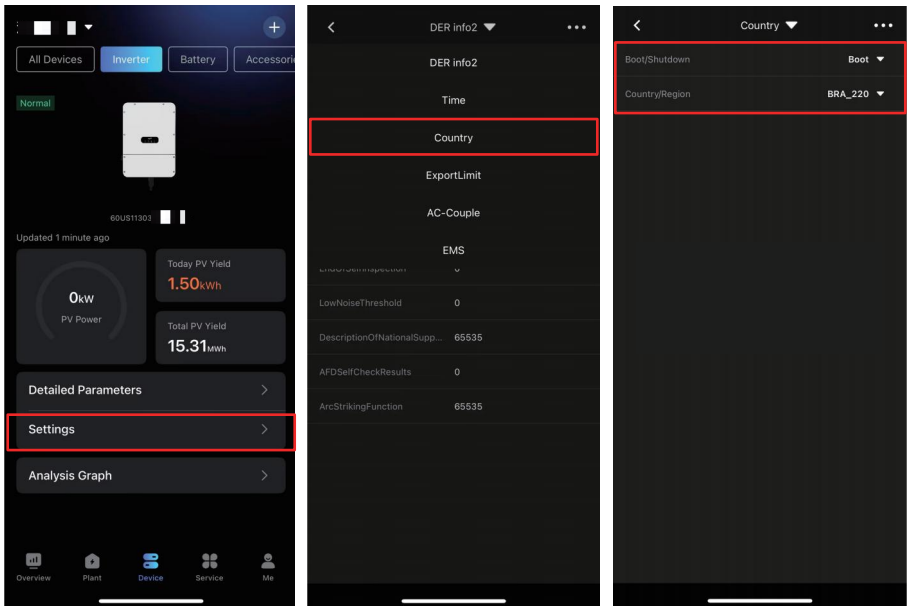 All Devices
Inverter
Battery
Accessori
Normal
60US11303
Updated 1 minute ago
0kW
PV Power
Today PV Yield
1.50kWh
Total PV Yield
15.31MWh
Detailed Parameters
Settings
Analysis Graph
Overview
Plant
Device
Service
Me
DER info2
DER info2
Time
Country
ExportLimit
AC-Couple
EMS
LowNoiseThreshold 0
DescriptionOfNationalSupp... 65535
AFDSelfCheckResults 0
ArcStrikingFunction 65535
Country
Boot/Shutdown Boot
Country/Region BRA_220